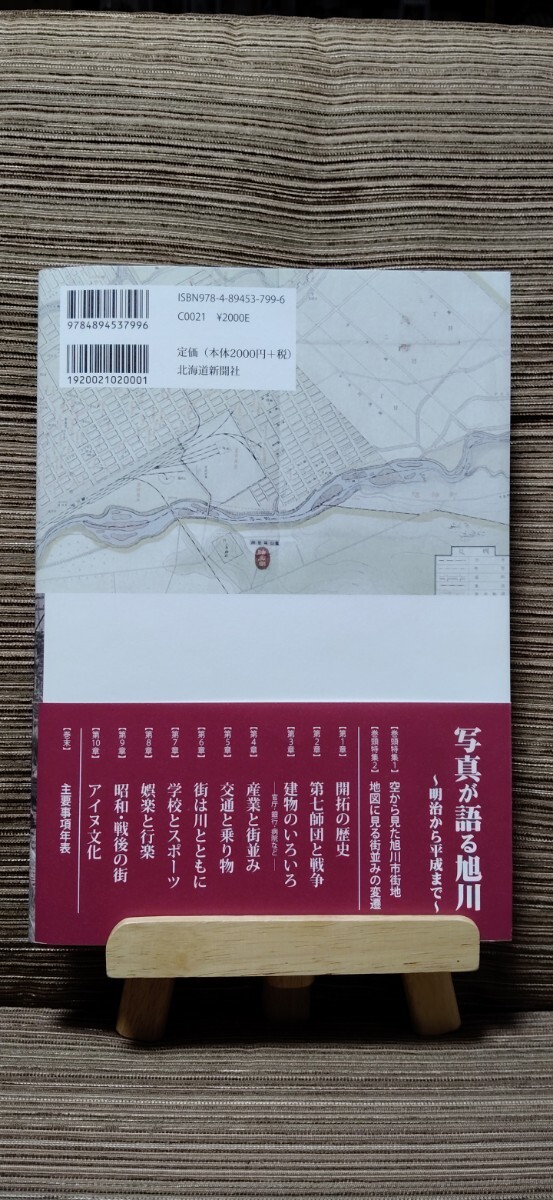 ISBN978-4-89453-799-6
C0021 ¥2000E
定価（本体2000円＋税）
北海道新聞社
9784894537996
1920021020001
写真が語る旭川
〜明治から平成まで〜
【巻頭特集1】 空から見た旭川市街地
【巻頭特集2】 地図に見る街並みの変遷
【第1章】 開拓の歴史
【第2章】 第七師団と戦争
【第3章】 建物のいろいろ
──官庁・銀行・病院など──
【第4章】 産業と街並み
【第5章】 交通と乗り物
【第6章】 街は川とともに
【第7章】 学校とスポーツ
【第8章】 娯楽と行楽
【第9章】 昭和・戦後の街
【第10章】 アイヌ文化
【巻末】 主要事項年表